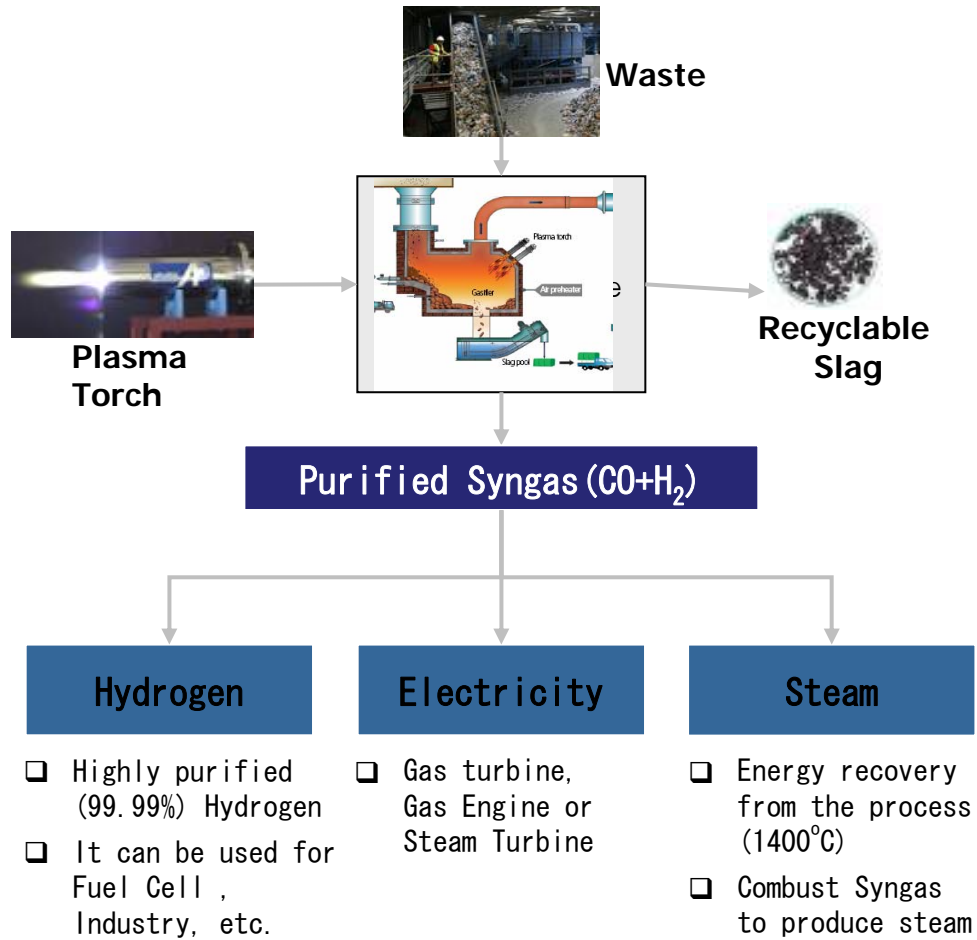 Waste
Plasma torch
Gasifier
Air preheater
e
Slag pool
Plasma
Torch
Recyclable
Slag
Purified Syngas(CO+H₂)
Hydrogen
Electricity
Steam
❑ Highly purified
(99.99%) Hydrogen
❑ It can be used for
Fuel Cell ,
Industry, etc.
❑ Gas turbine,
Gas Engine or
Steam Turbine
❑ Energy recovery
from the process
(1400°C)
❑ Combust Syngas
to produce steam